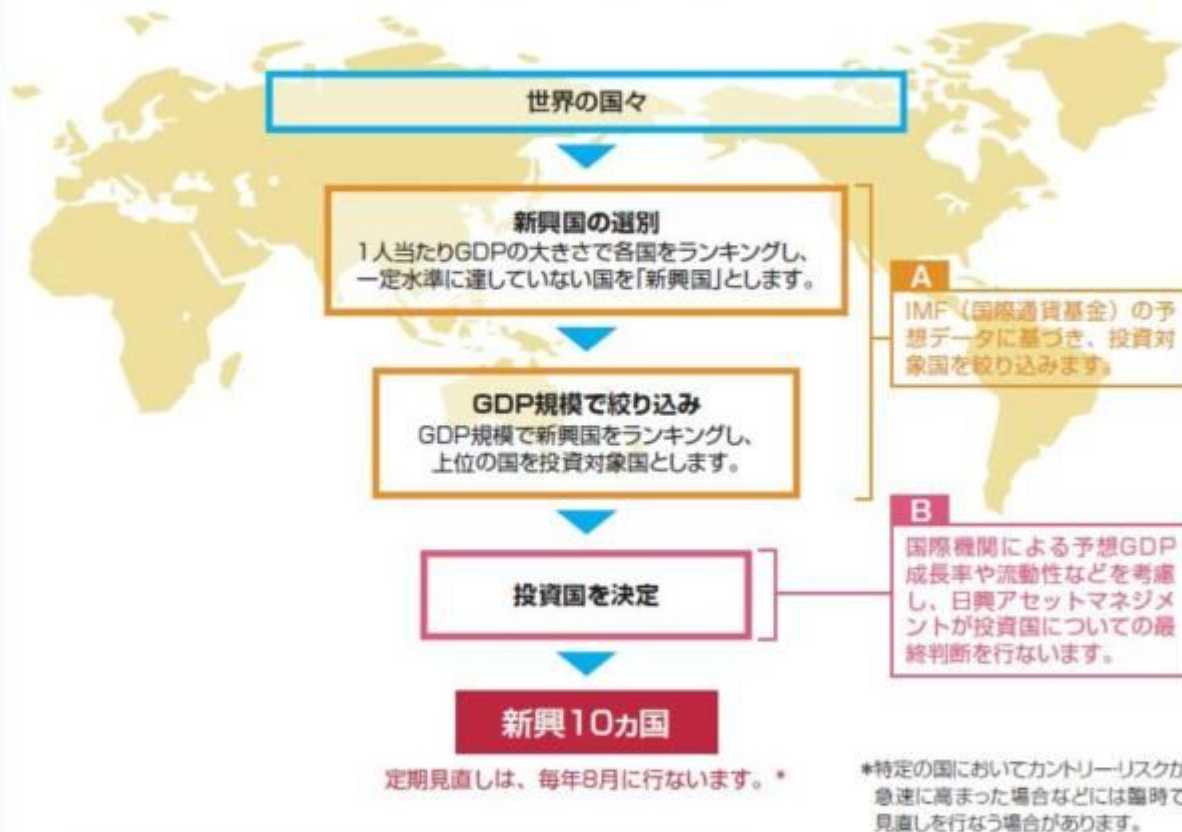 世界の国々
新興国の選別
1人当たりGDPの大きさで各国をランキングし、
一定水準に達していない国を「新興国」とします。
A
IMF（国際通貨基金）の予
想データに基づき、投資対
象国を絞り込みます。
GDP規模で絞り込み
GDP規模で新興国をランキングし、
上位の国を投資対象国とします。
B
国際機関による予想GDP
成長率や流動性などを考慮
し、日興アセットマネジメ
ントが投資国についての最
終判断を行ないます。
投資国を決定
新興10ヵ国
定期見直しは、毎年8月に行ないます。*
*特定の国においてカントリー・リスクが
急速に高まった場合などには臨時で
見直しを行なう場合があります。